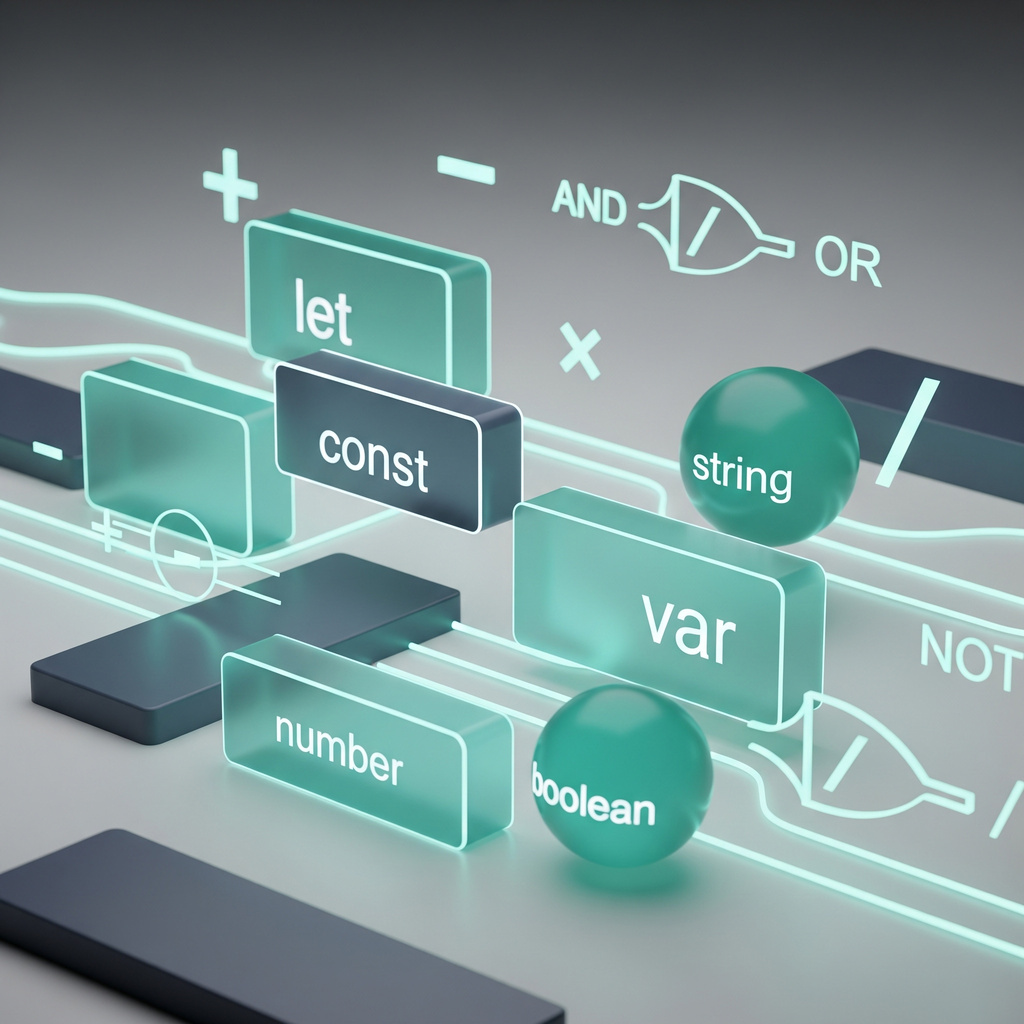 +
−
AND
/
OR
let
×
const
string
/
−
+
−
var
NOT
number
/
boolean
/